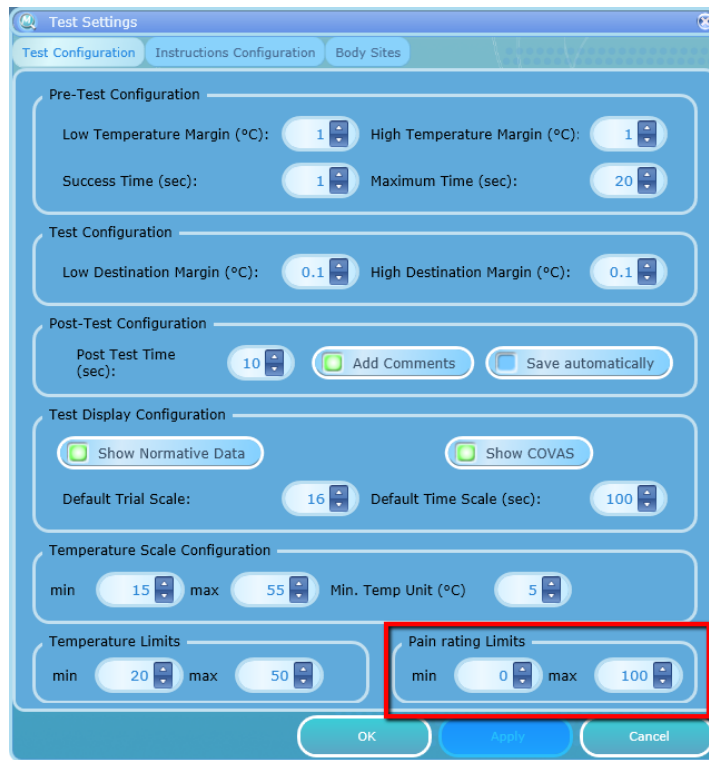 Test Settings
Test Configuration Instructions Configuration Body Sites
Pre-Test Configuration
Low Temperature Margin (°C): 1 High Temperature Margin (°C): 1
Success Time (sec): 1 Maximum Time (sec): 20
Test Configuration
Low Destination Margin (°C): 0.1 High Destination Margin (°C): 0.1
Post-Test Configuration
Post Test Time
(sec): 10 Add Comments Save automatically
Test Display Configuration
Show Normative Data Show COVAS
Default Trial Scale: 16 Default Time Scale (sec): 100
Temperature Scale Configuration
min 15 max 55 Min. Temp Unit (°C) 5
Temperature Limits Pain rating Limits
min 20 max 50 min 0 max 100
OK Apply Cancel